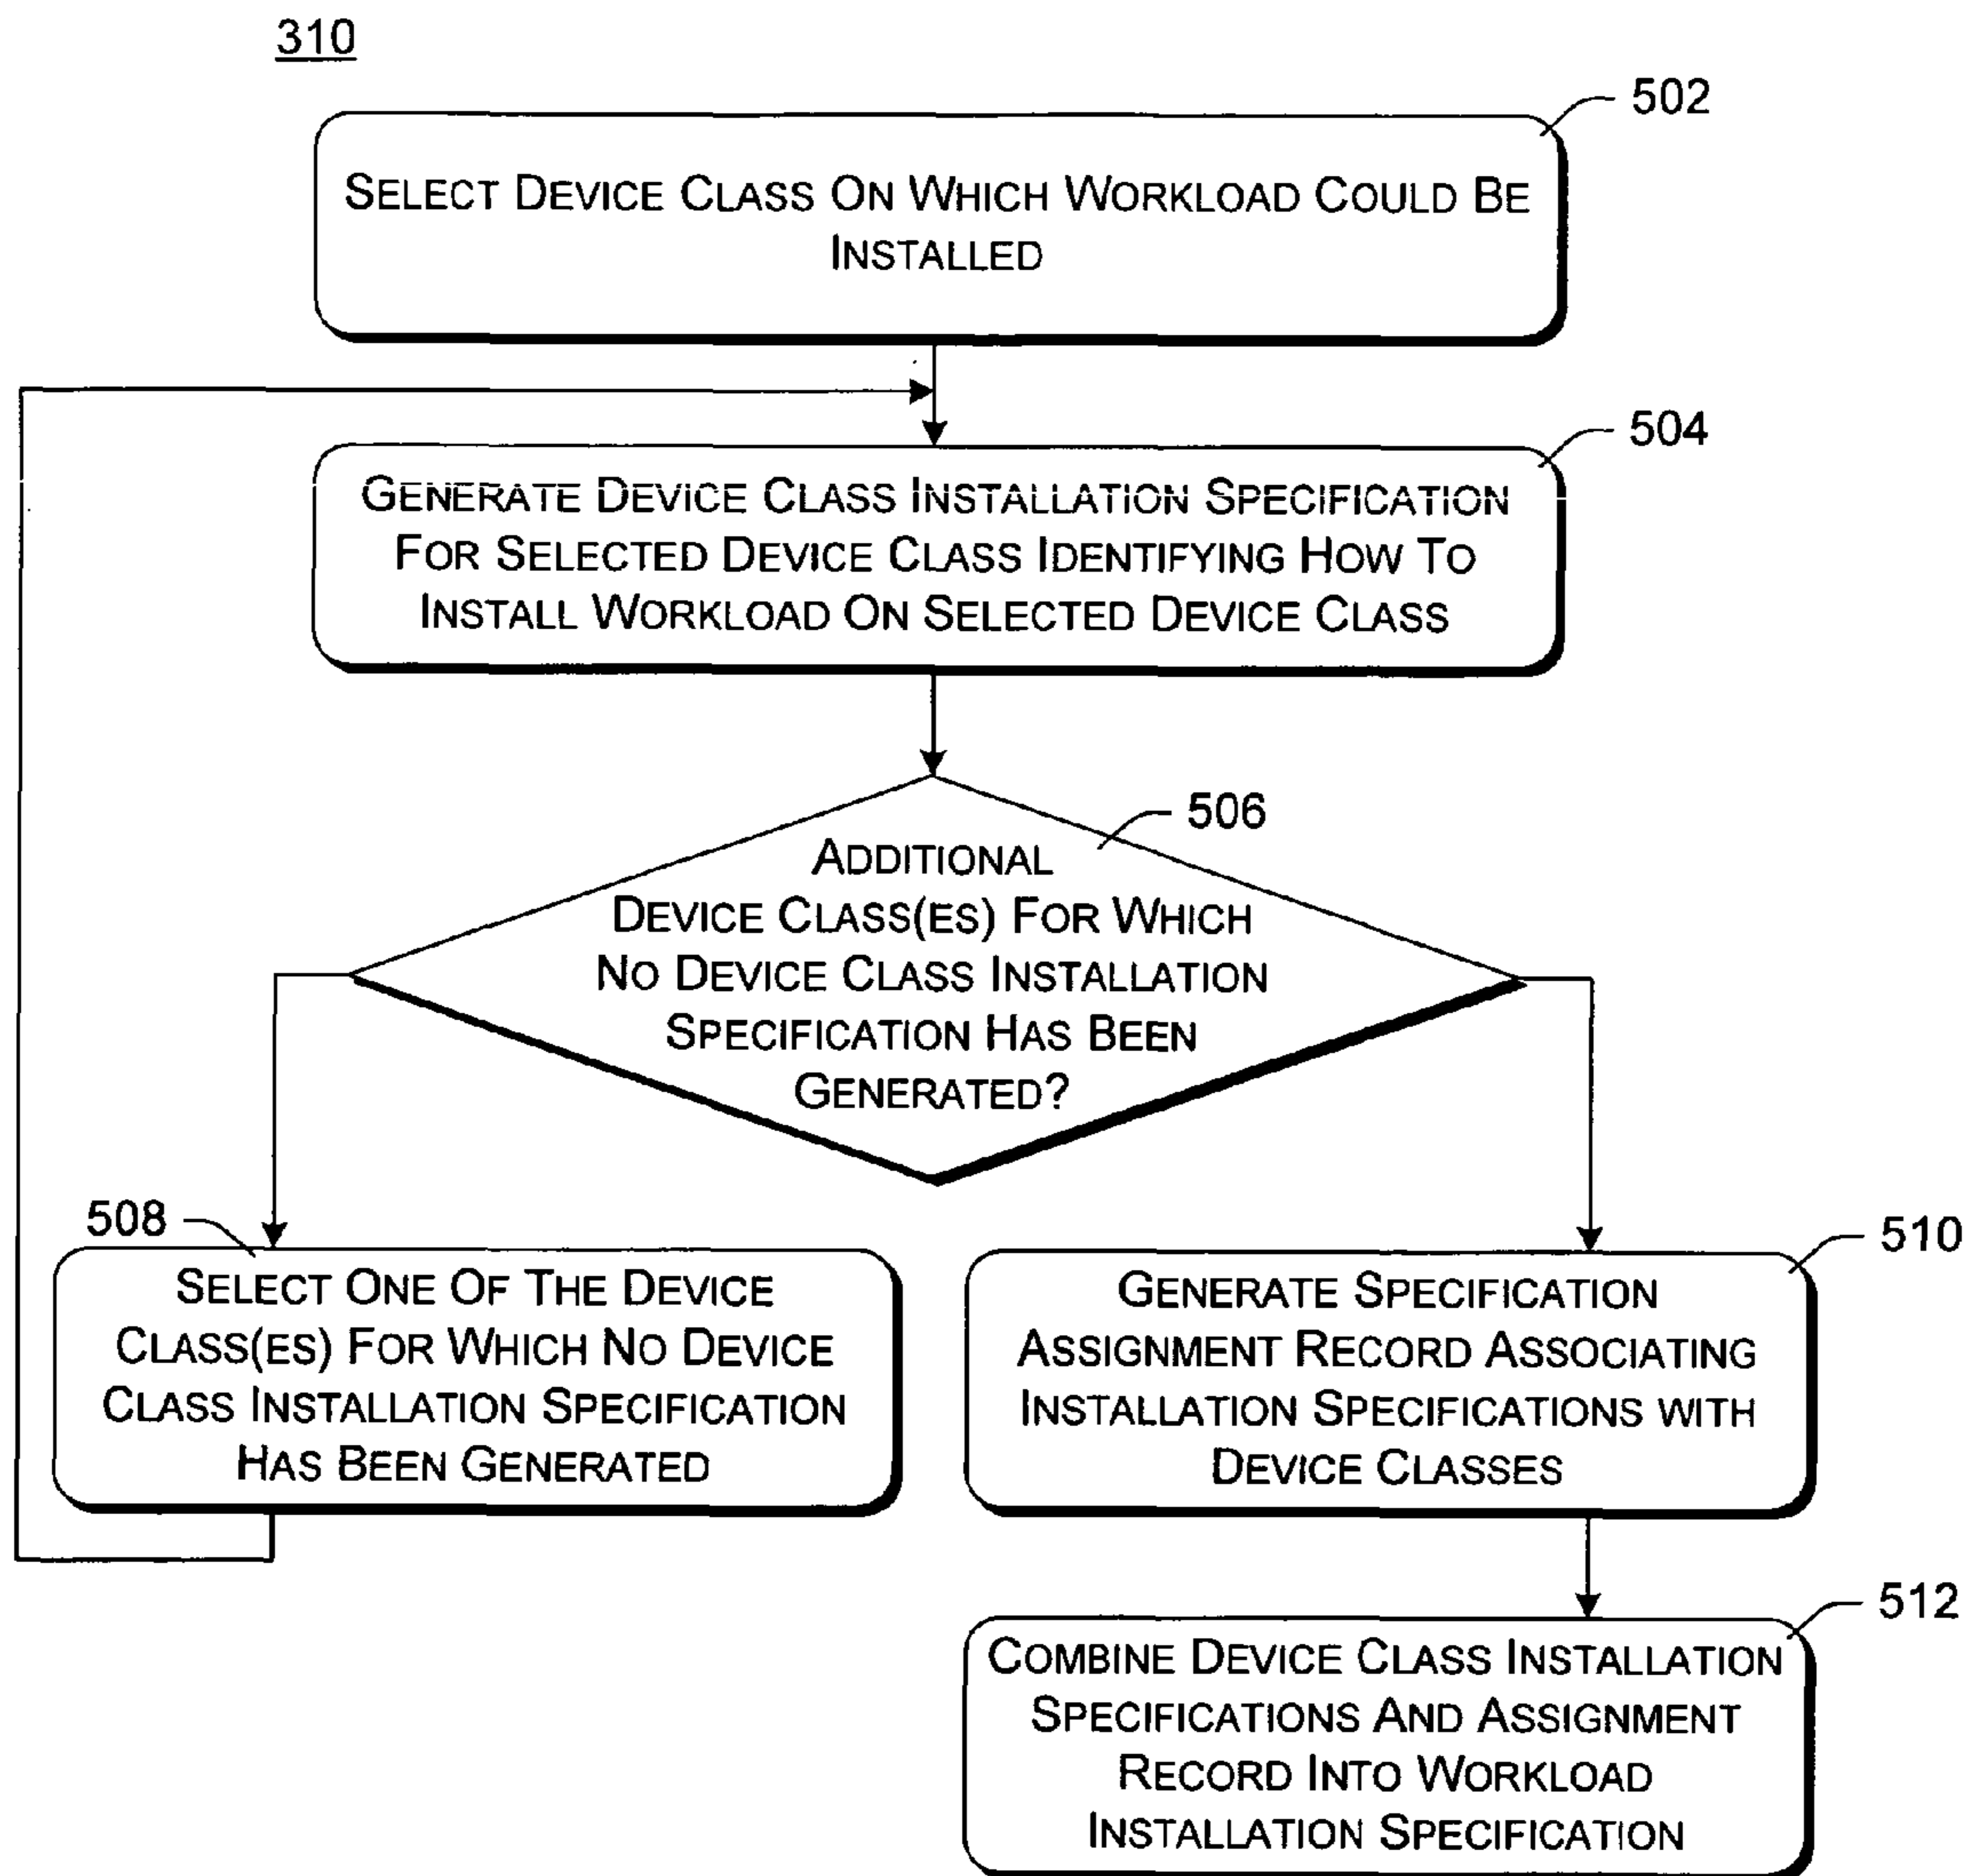 310
502
SELECT DEVICE CLASS ON WHICH WORKLOAD COULD BE
INSTALLED
504
GENERATE DEVICE CLASS INSTALLATION SPECIFICATION
FOR SELECTED DEVICE CLASS IDENTIFYING HOW TO
INSTALL WORKLOAD ON SELECTED DEVICE CLASS
506
ADDITIONAL
DEVICE CLASS(ES) FOR WHICH
NO DEVICE CLASS INSTALLATION
SPECIFICATION HAS BEEN
GENERATED?
508
SELECT ONE OF THE DEVICE
CLASS(ES) FOR WHICH NO DEVICE
CLASS INSTALLATION SPECIFICATION
HAS BEEN GENERATED
510
GENERATE SPECIFICATION
ASSIGNMENT RECORD ASSOCIATING
INSTALLATION SPECIFICATIONS WITH
DEVICE CLASSES
512
COMBINE DEVICE CLASS INSTALLATION
SPECIFICATIONS AND ASSIGNMENT
RECORD INTO WORKLOAD
INSTALLATION SPECIFICATION